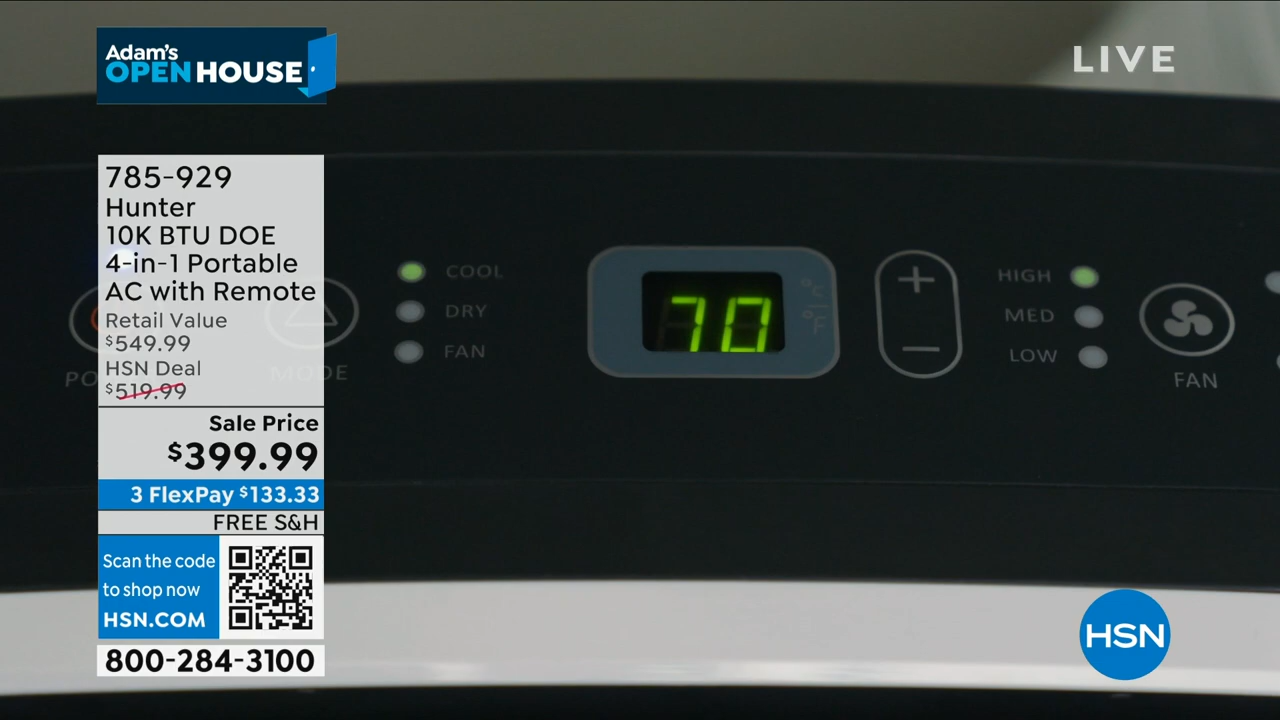 Adam's
OPEN HOUSE
LIVE
785-929
Hunter
10K BTU DOE
4-in-1 Portable
AC with Remote
Retail Value
$549.99
HSN Deal
$519.99
Sale Price
$399.99
3 FlexPay $133.33
FREE S&H
Scan the code
to shop now
HSN.COM
800-284-3100
PO
MODE
COOL
DRY
FAN
70
°C
°F
+
–
HIGH
MED
LOW
FAN
HSN